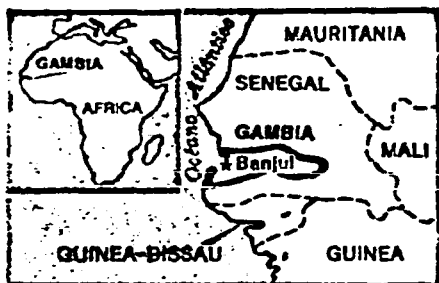 GAMBIA
AFRICA
Océano Atlántico
MAURITANIA
SENEGAL
GAMBIA
Banjul
MALI
GUINEA-BISSAU
GUINEA